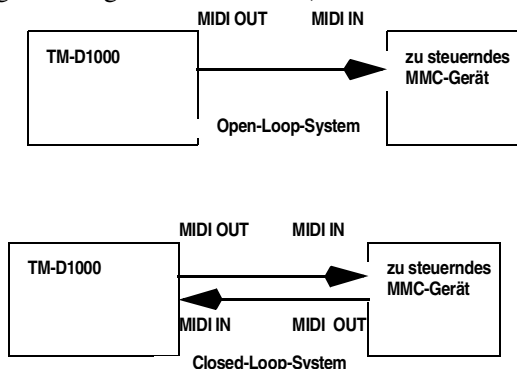 MIDI OUT MIDI IN
TM-D1000 zu steuerndes
MMC-Gerät
Open-Loop-System
MIDI OUT MIDI IN
TM-D1000 zu steuerndes
MMC-Gerät
MIDI IN MIDI OUT
Closed-Loop-System